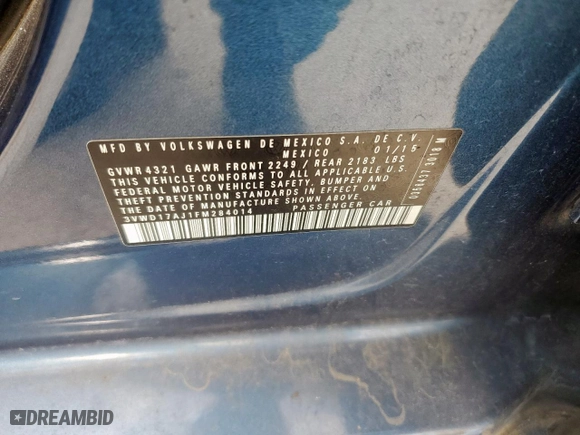 MFD BY VOLKSWAGEN DE MEXICO S.A. DE C.V.
MEXICO 01/15
GVWR 4321 GAWR FRONT 2249 / REAR 2183 LBS
THIS VEHICLE CONFORMS TO ALL APPLICABLE U.S.
FEDERAL MOTOR VEHICLE SAFETY, BUMPER AND
THEFT PREVENTION STANDARDS IN EFFECT ON
THE DATE OF MANUFACTURE SHOWN ABOVE.
3VWD17AJ1FM284014 PASSENGER CAR
DREAMBID